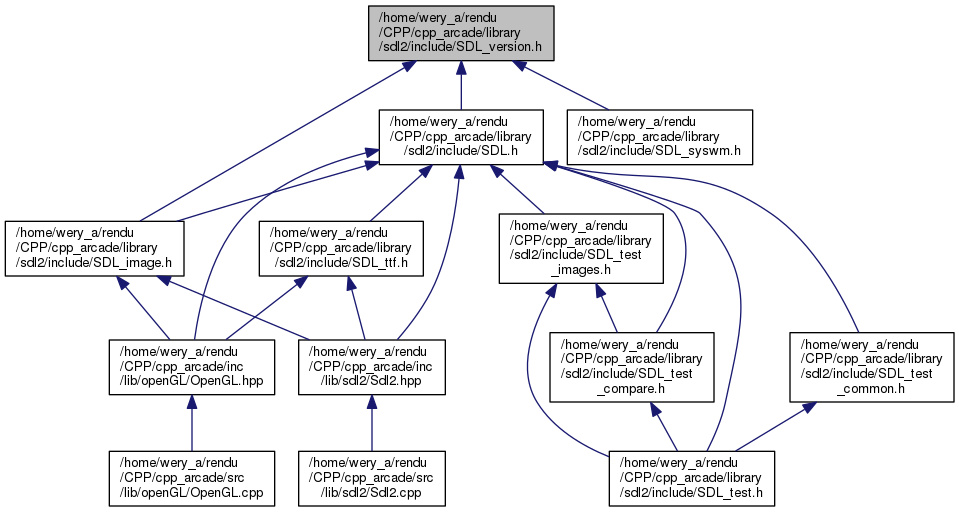 /home/wery_a/rendu
/CPP/cpp_arcade/library
/sdl2/include/SDL_version.h
/home/wery_a/rendu
/CPP/cpp_arcade/library
/sdl2/include/SDL.h
/home/wery_a/rendu
/CPP/cpp_arcade/library
/sdl2/include/SDL_syswm.h
/home/wery_a/rendu
/CPP/cpp_arcade/library
/sdl2/include/SDL_image.h
/home/wery_a/rendu
/CPP/cpp_arcade/library
/sdl2/include/SDL_ttf.h
/home/wery_a/rendu
/CPP/cpp_arcade/library
/sdl2/include/SDL_test
_images.h
/home/wery_a/rendu
/CPP/cpp_arcade/inc
/lib/openGL/OpenGL.hpp
/home/wery_a/rendu
/CPP/cpp_arcade/inc
/lib/sdl2/Sdl2.hpp
/home/wery_a/rendu
/CPP/cpp_arcade/library
/sdl2/include/SDL_test
_compare.h
/home/wery_a/rendu
/CPP/cpp_arcade/library
/sdl2/include/SDL_test
_common.h
/home/wery_a/rendu
/CPP/cpp_arcade/src
/lib/openGL/OpenGL.cpp
/home/wery_a/rendu
/CPP/cpp_arcade/src
/lib/sdl2/Sdl2.cpp
/home/wery_a/rendu
/CPP/cpp_arcade/library
/sdl2/include/SDL_test.h